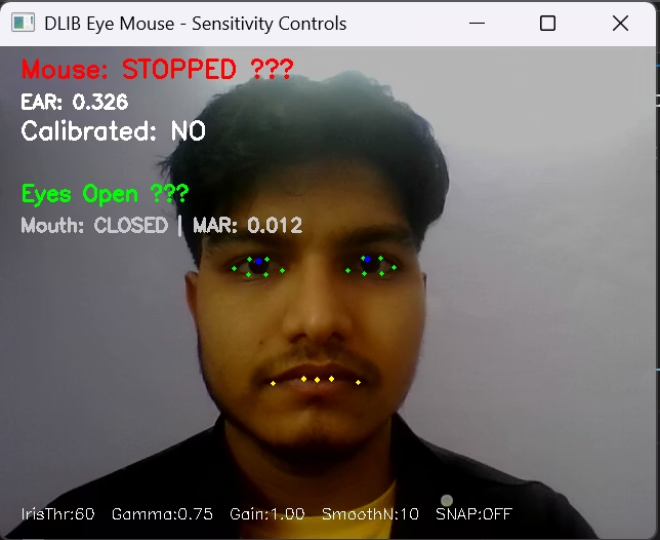 DLIB Eye Mouse - Sensitivity Controls
Mouse: STOPPED ???
EAR: 0.326
Calibrated: NO
Eyes Open ???
Mouth: CLOSED | MAR: 0.012
IrisThr:60 Gamma:0.75 Gain:1.00 SmoothN:10 SNAP:OFF